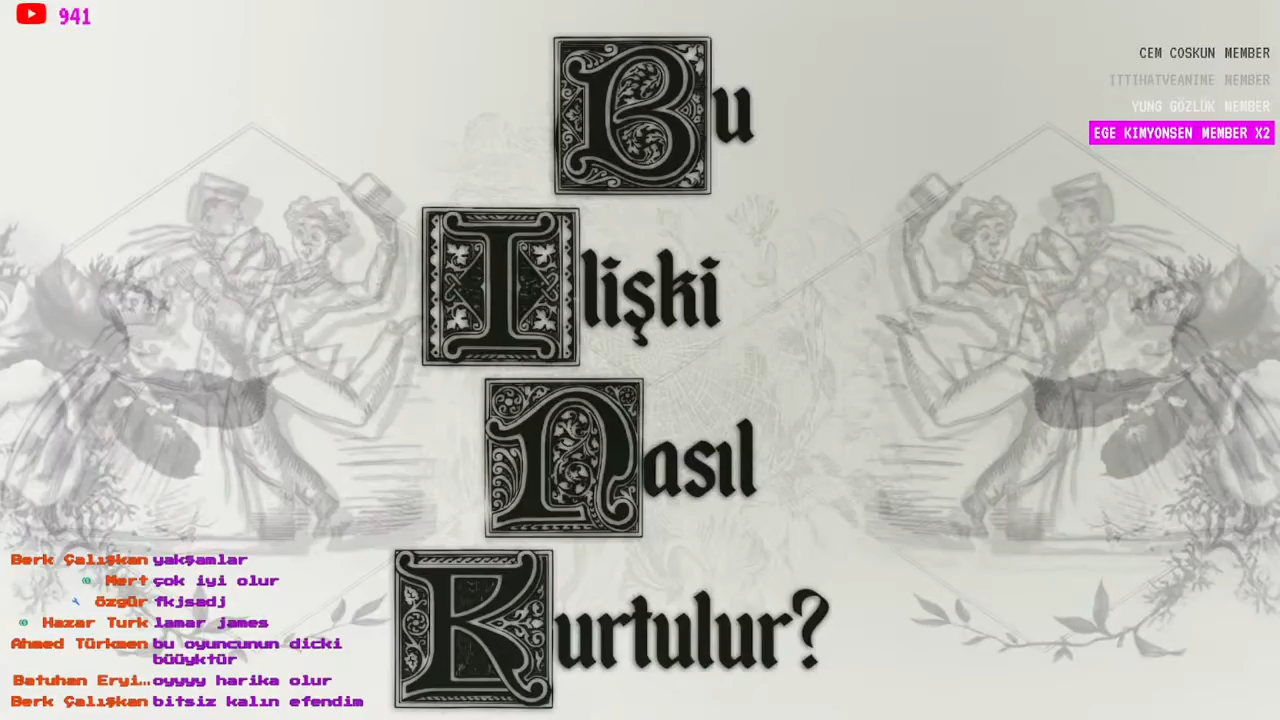 941
CEM COSKUN MEMBER
ITTIHATVEANINE MEMBER
YUNG GÖZLÜK MEMBER
EGE KIMYONSEN MEMBER X2
Bu
Ilişki
Nasıl
Kurtulur?
Berk Çalışkan yakşamlar
Mert çok iyi olur
özgür fkjsadj
Hazar Turk lamar james
Ahmed Türkmen bu oyuncunun dicki
büüyktür
Batuhan Eryi... oyyyy harika olur
Berk Çalışkan bitsiz kalın efendim